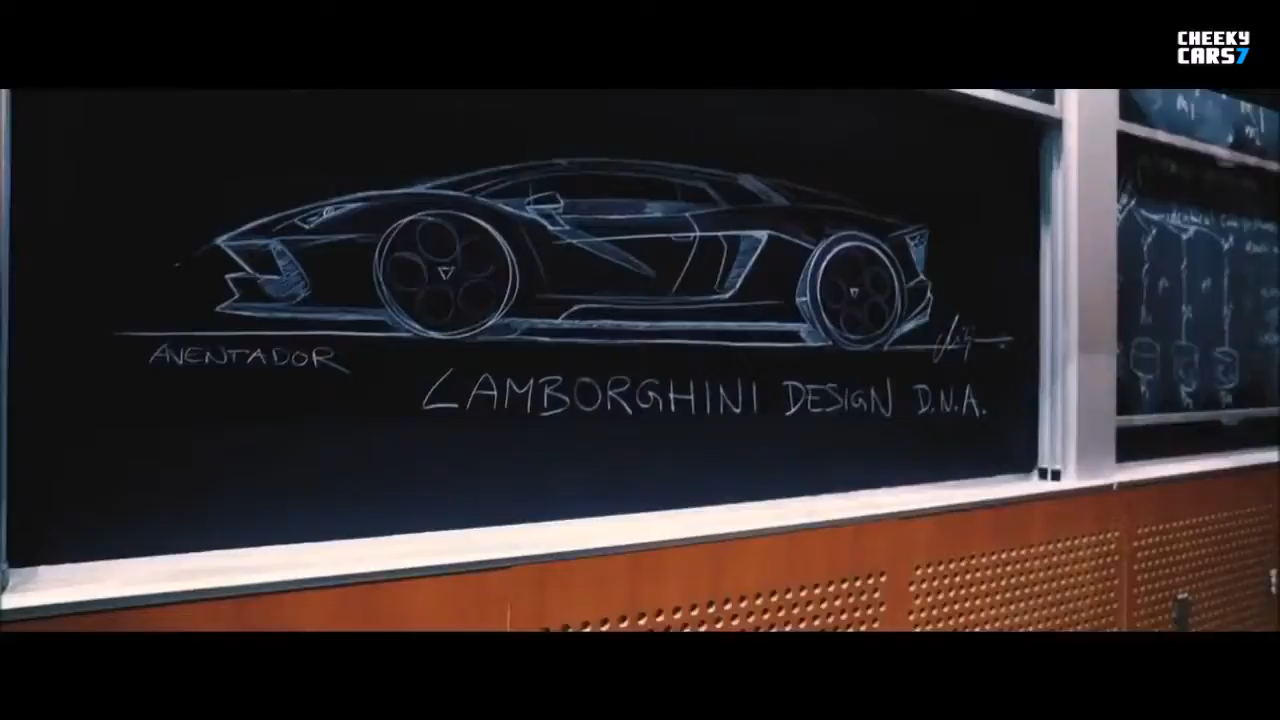 CHEEKY
CARS7
AVENTADOR
LAMBORGHINI DESIGN D.N.A.